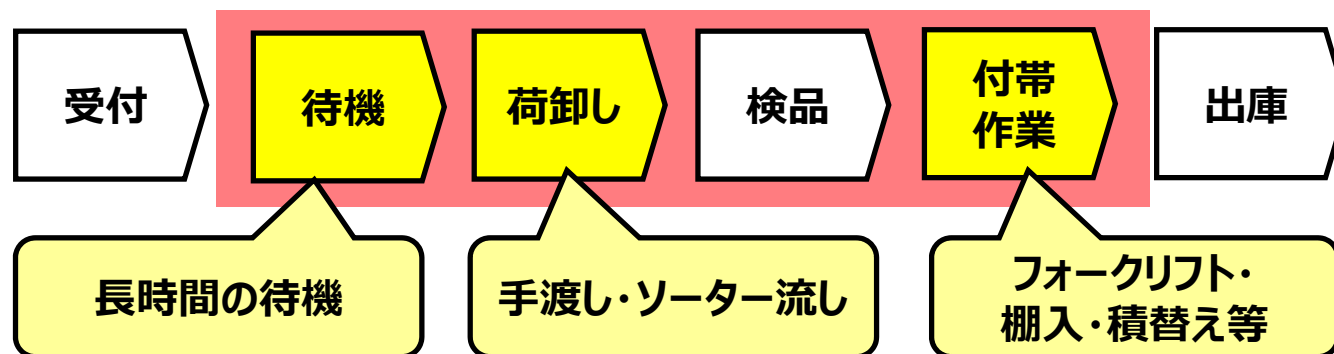 受付
待機
荷卸し
検品
付帯
作業
出庫
長時間の待機
手渡し・ソーター流し
フォークリフト・
棚入・積替え等